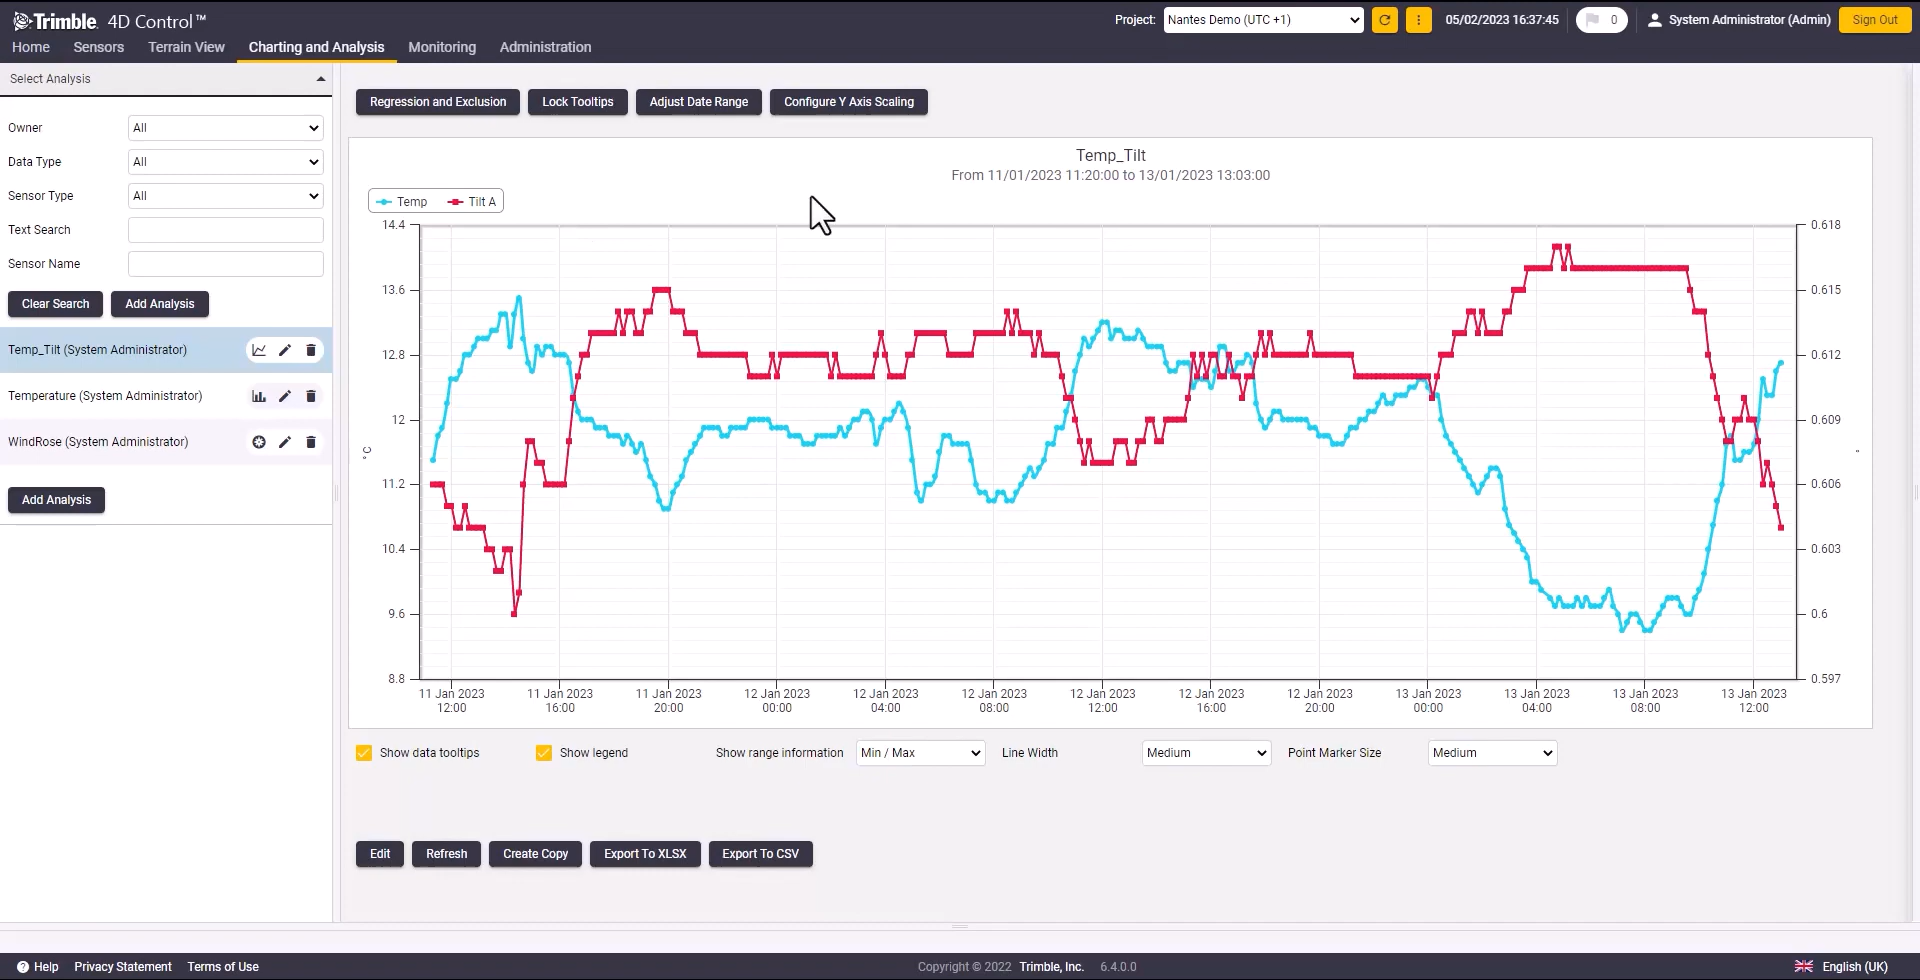 Trimble 4D Control™
Project: Nantes Demo (UTC +1) 05/02/2023 16:37:45 0 System Administrator (Admin) Sign Out
Home Sensors Terrain View Charting and Analysis Monitoring Administration
Select Analysis
Owner All
Data Type All
Sensor Type All
Text Search
Sensor Name
Clear Search Add Analysis
Temp_Tilt (System Administrator)
Temperature (System Administrator)
WindRose (System Administrator)
Add Analysis
Regression and Exclusion Lock Tooltips Adjust Date Range Configure Y Axis Scaling
Temp_Tilt
From 11/01/2023 11:20:00 to 13/01/2023 13:03:00
Temp Tilt A
14.4 0.618
13.6 0.615
12.8 0.612
12 0.609
°C
11.2 0.606
10.4 0.603
9.6 0.6
8.8 0.597
11 Jan 2023 11 Jan 2023 11 Jan 2023 12 Jan 2023 12 Jan 2023 12 Jan 2023 12 Jan 2023 12 Jan 2023 12 Jan 2023 13 Jan 2023 13 Jan 2023 13 Jan 2023 13 Jan 2023
12:00 16:00 20:00 00:00 04:00 08:00 12:00 16:00 20:00 00:00 04:00 08:00 12:00
Show data tooltips Show legend Show range information Min / Max Line Width Medium Point Marker Size Medium
Edit Refresh Create Copy Export To XLSX Export To CSV
Help Privacy Statement Terms of Use Copyright © 2022 Trimble, Inc. 6.4.0.0 English (UK)